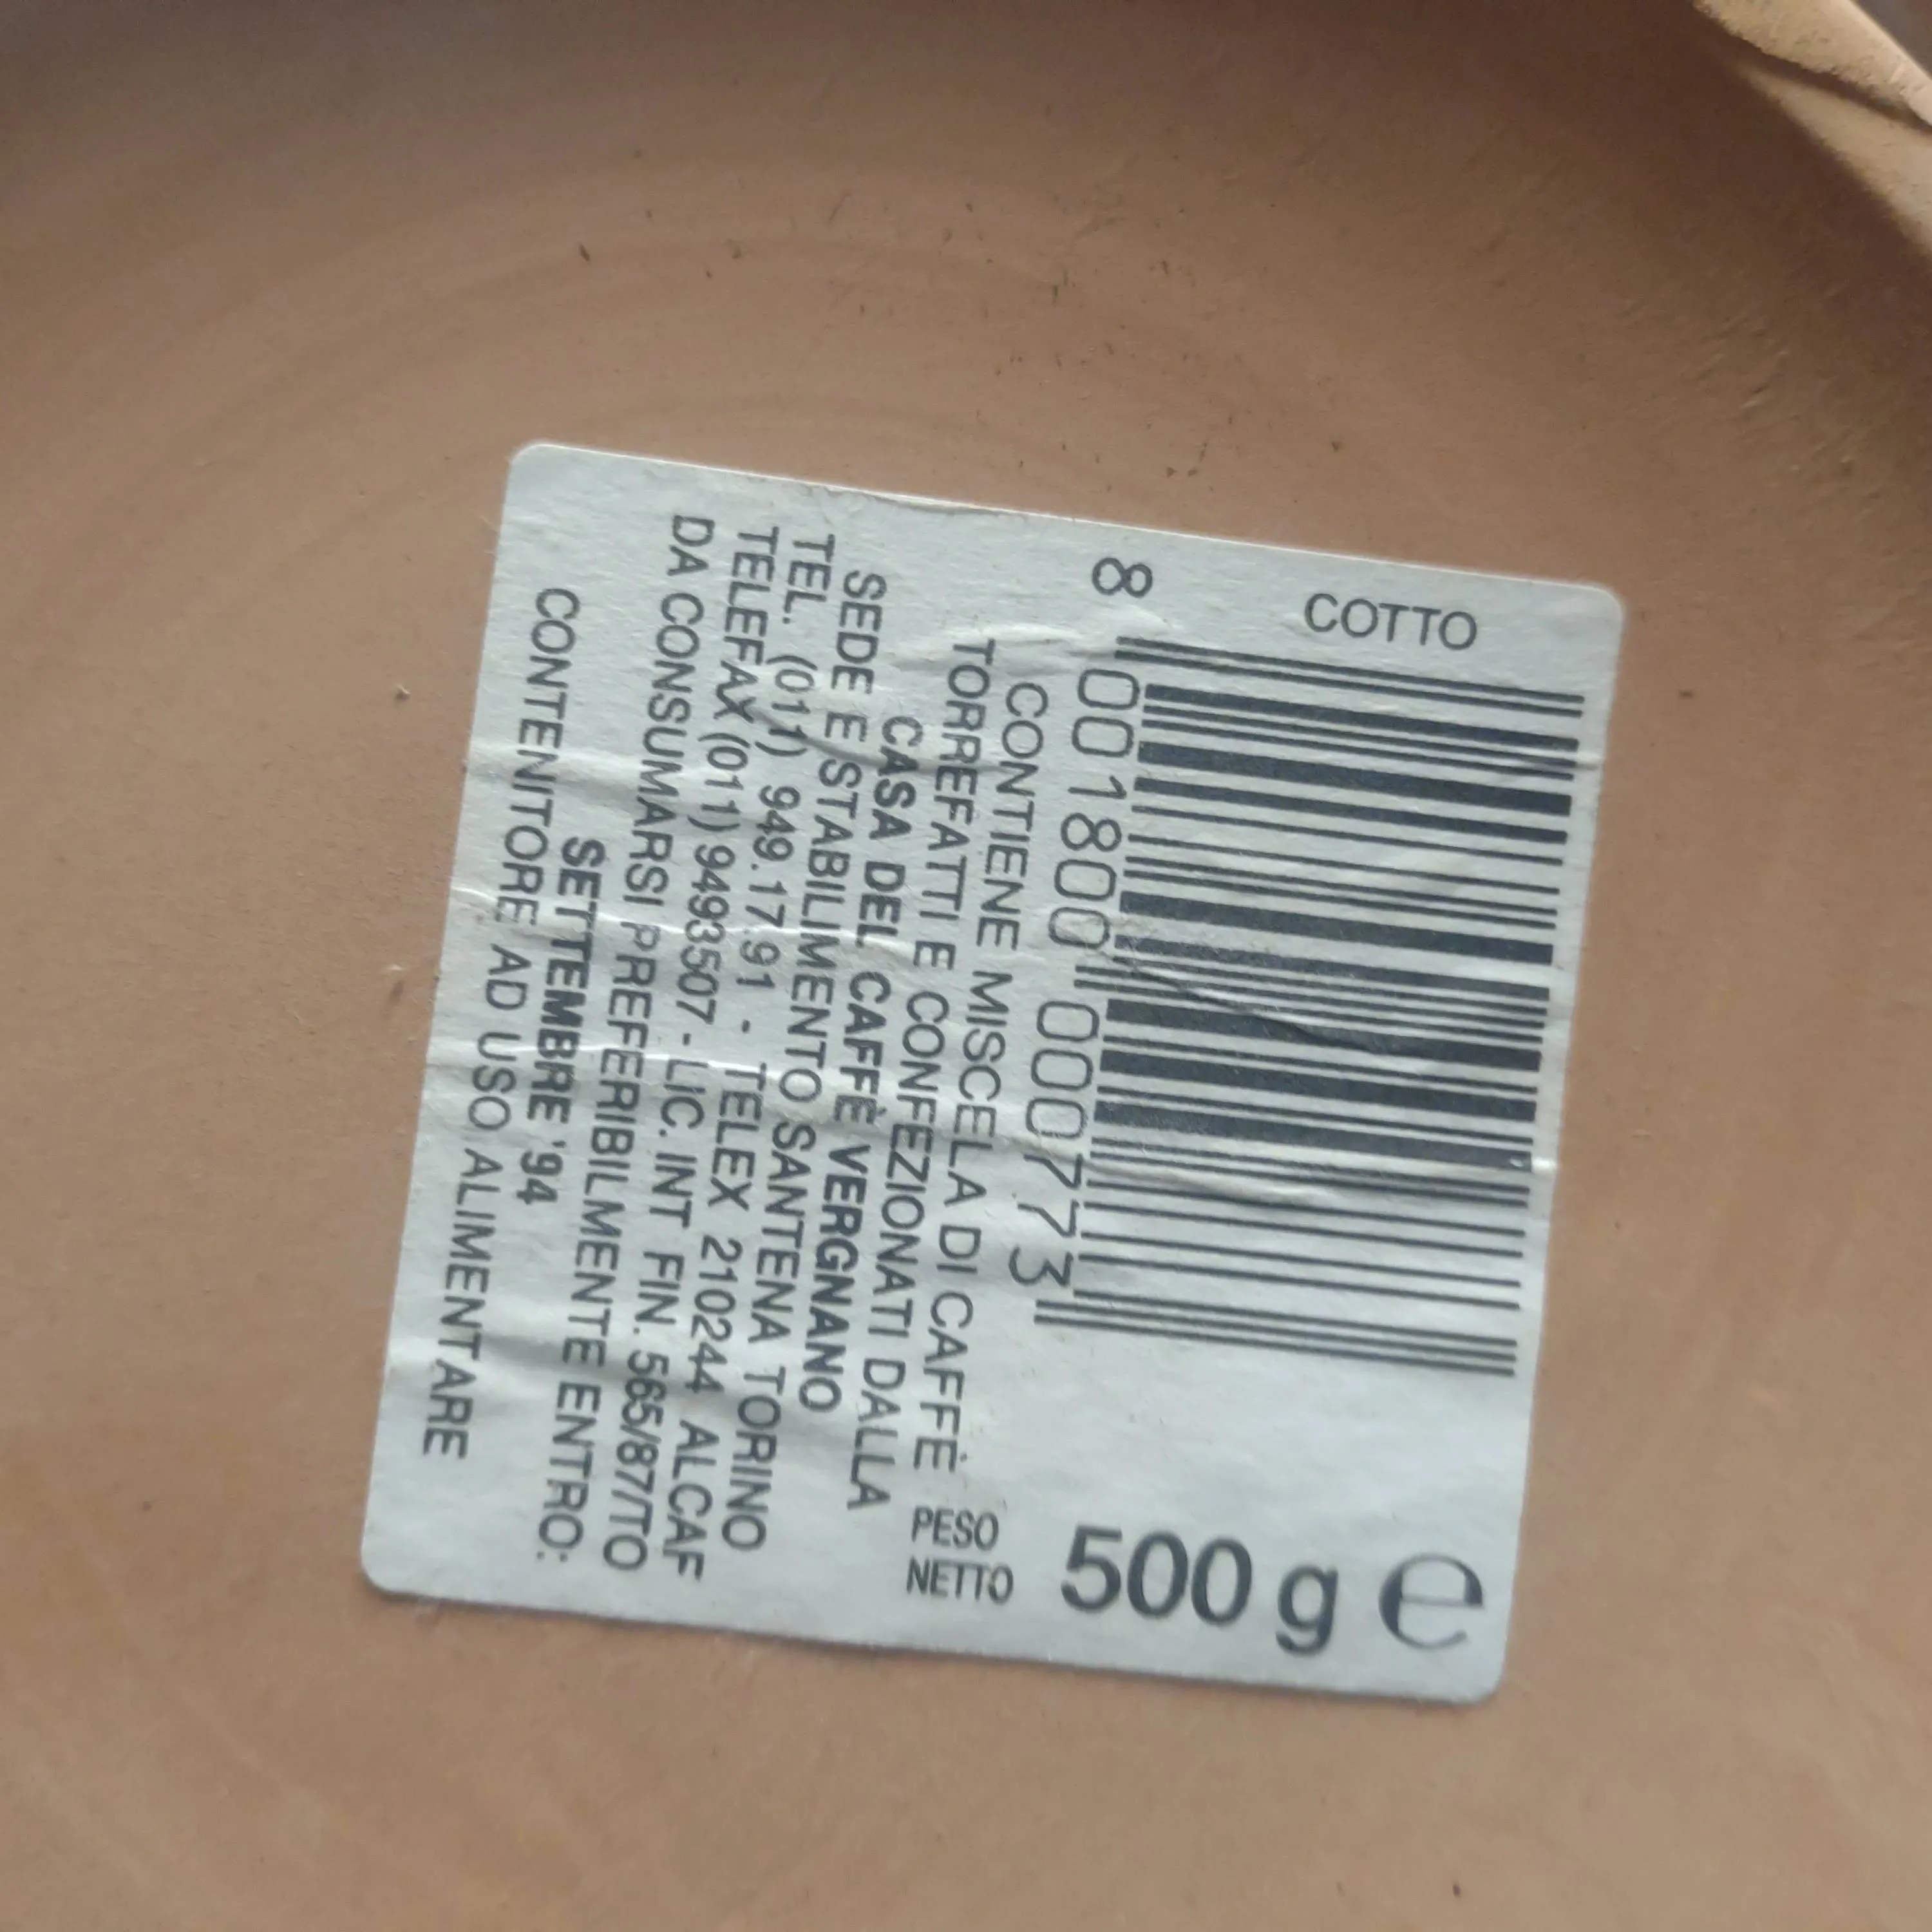 COTTO
8 001800 000773
CONTIENE MISCELA DI CAFFÈ
TORREFATTI E CONFEZIONATI DALLA
CASA DEL CAFFÈ VERGNANO
SEDE E STABILIMENTO SANTENA TORINO
TEL. (011) 949.17.91 - TELEX 210244 ALCAF
TELEFAX (011) 9493507 - LIC. INT FIN. 565/87/TO
DA CONSUMARSI PREFERIBILMENTE ENTRO:
SETTEMBRE '94
CONTENITORE AD USO ALIMENTARE
PESO
NETTO
500 g e